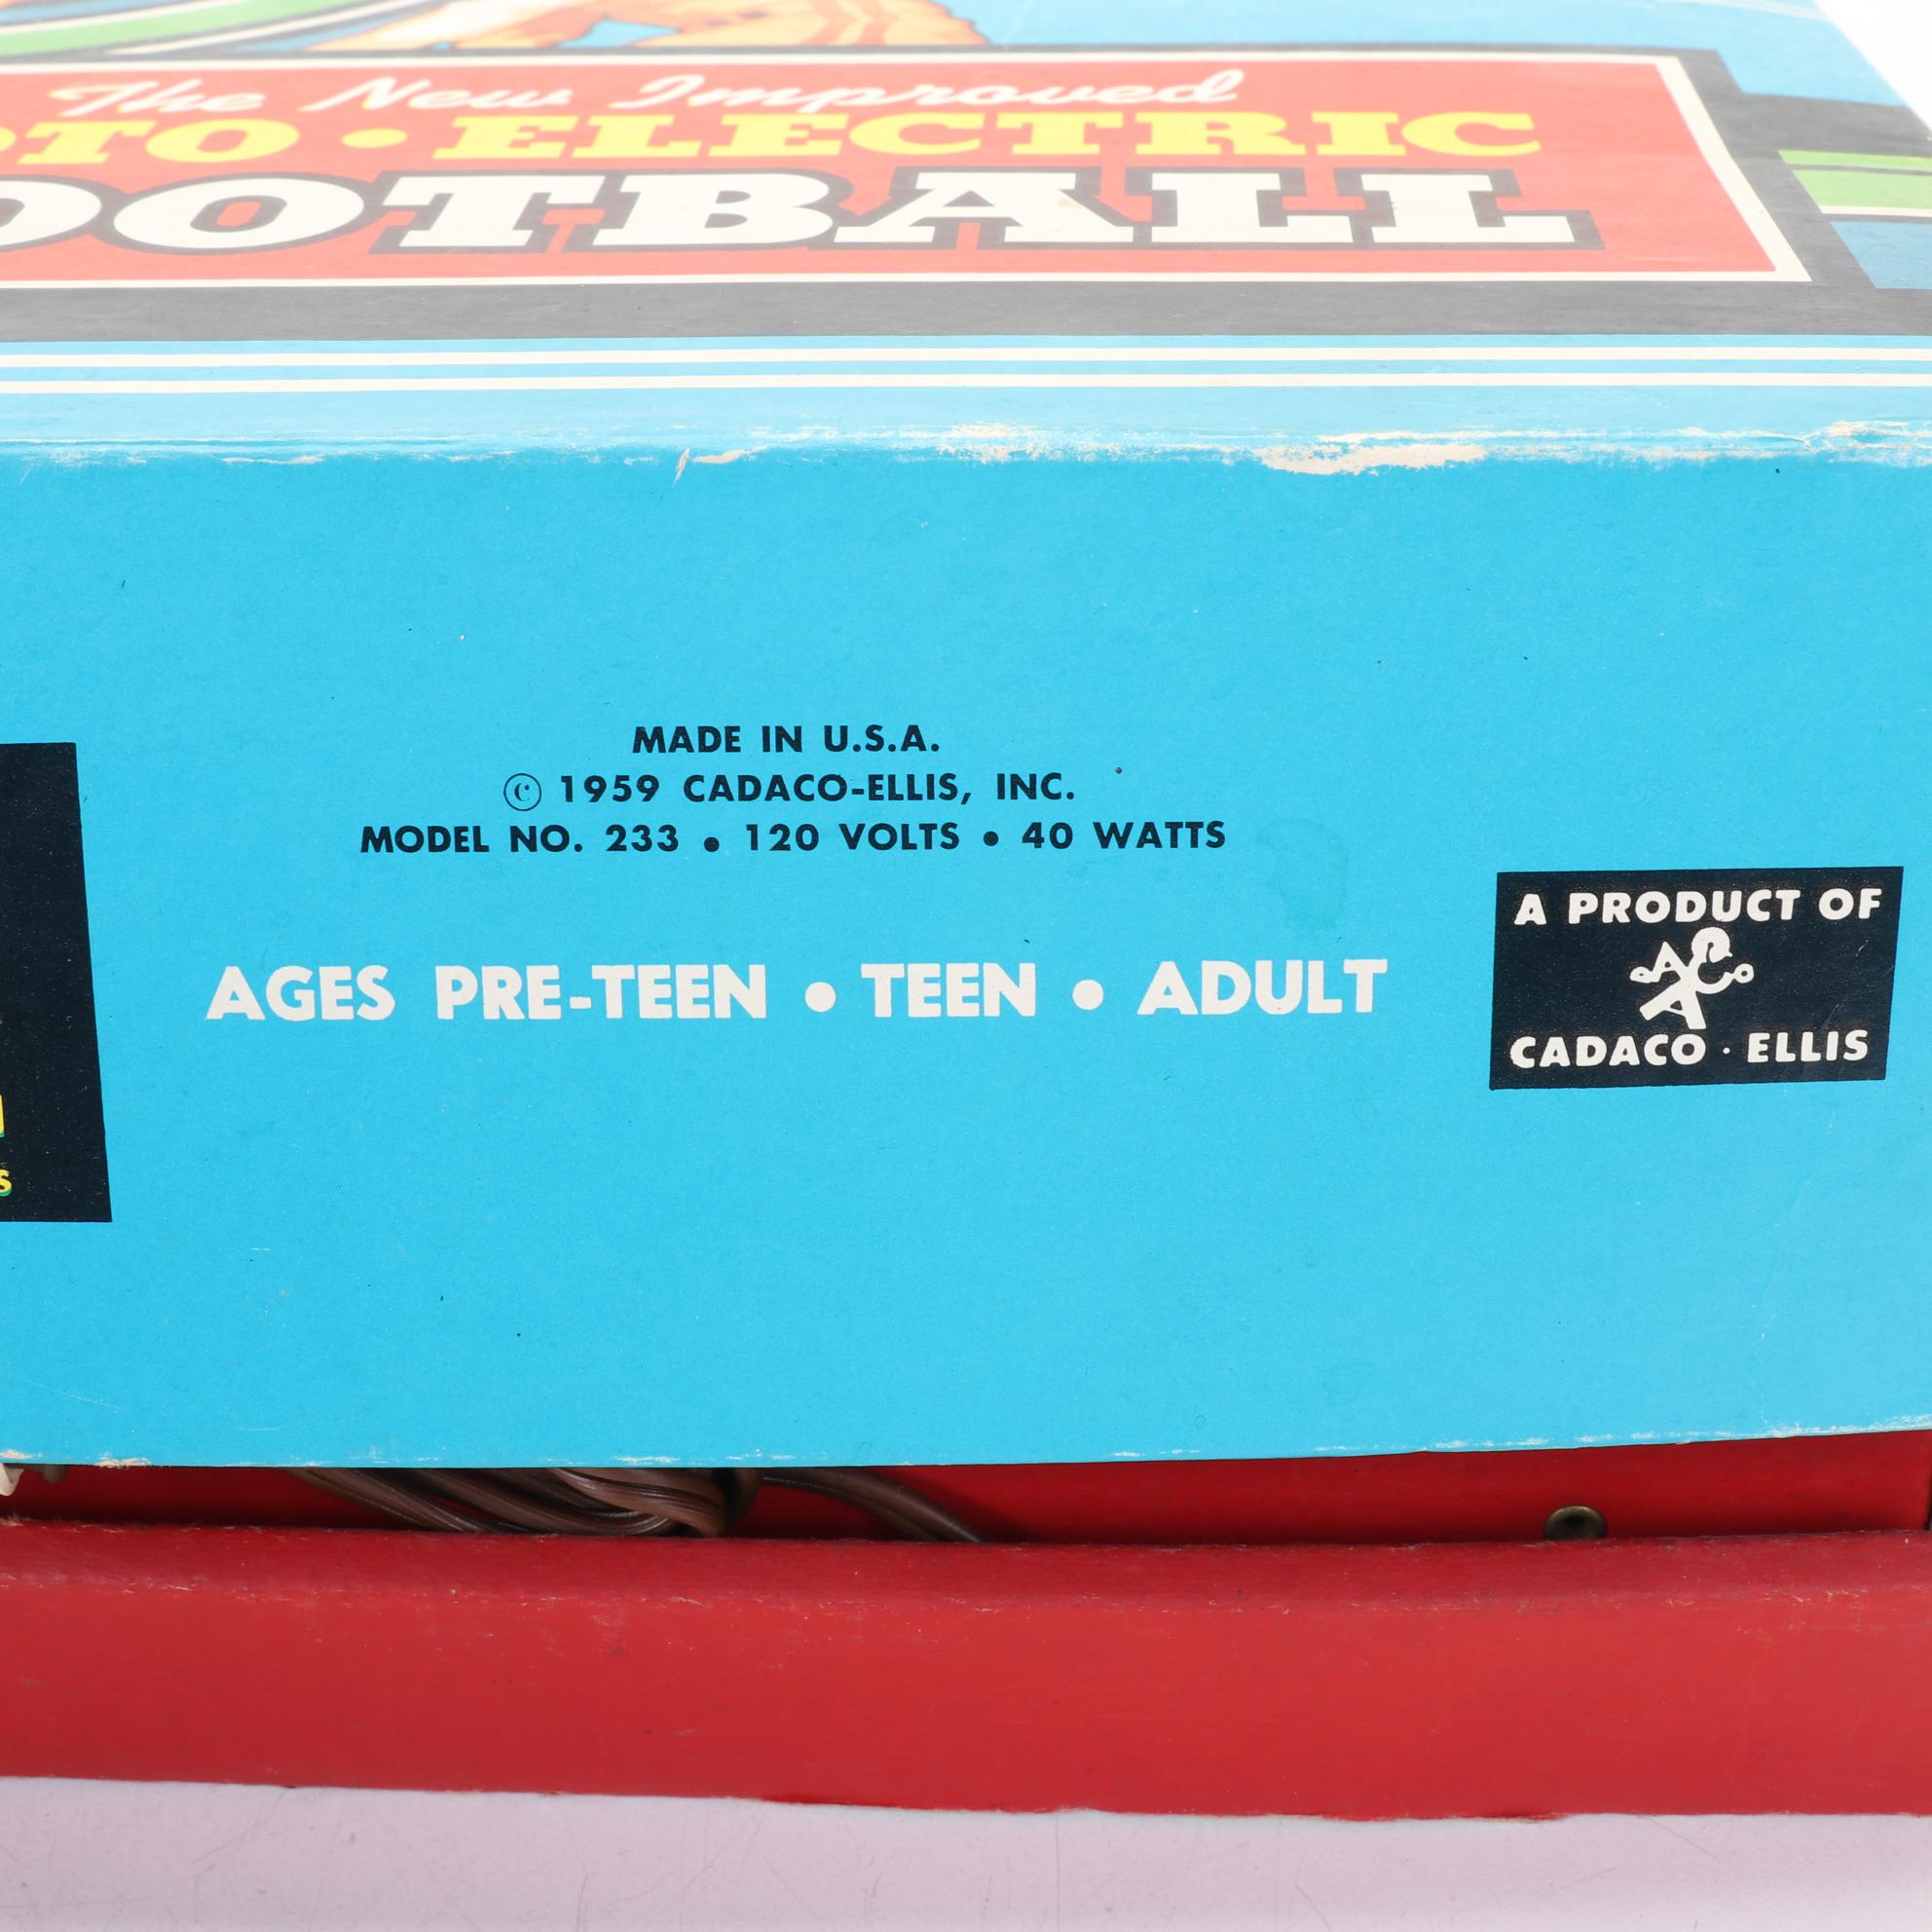 The New Improved
OTO • ELECTRIC
OOTBALL
MADE IN U.S.A.
© 1959 CADACO-ELLIS, INC.
MODEL NO. 233 • 120 VOLTS • 40 WATTS
A PRODUCT OF
CADACO · ELLIS
AGES PRE-TEEN • TEEN • ADULT